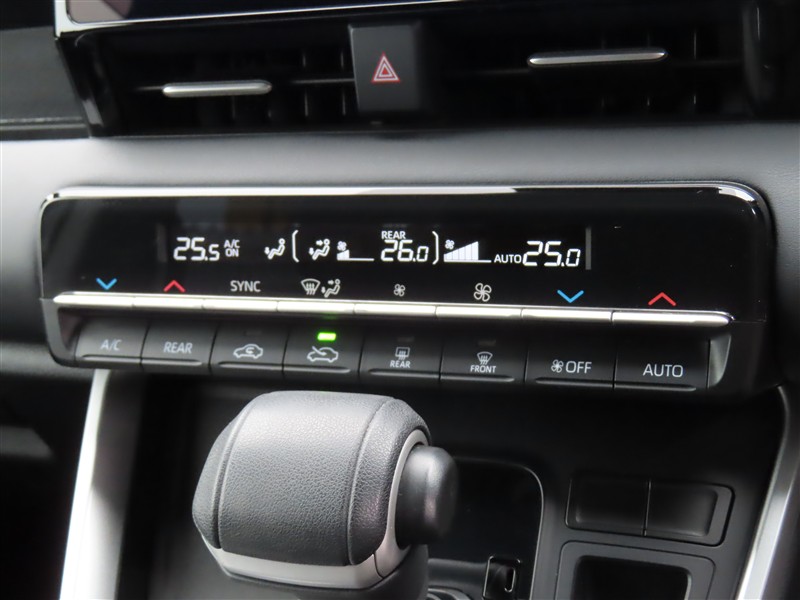 25.5 A/C ON REAR 26.0 AUTO 25.0
SYNC
A/C REAR REAR FRONT OFF AUTO